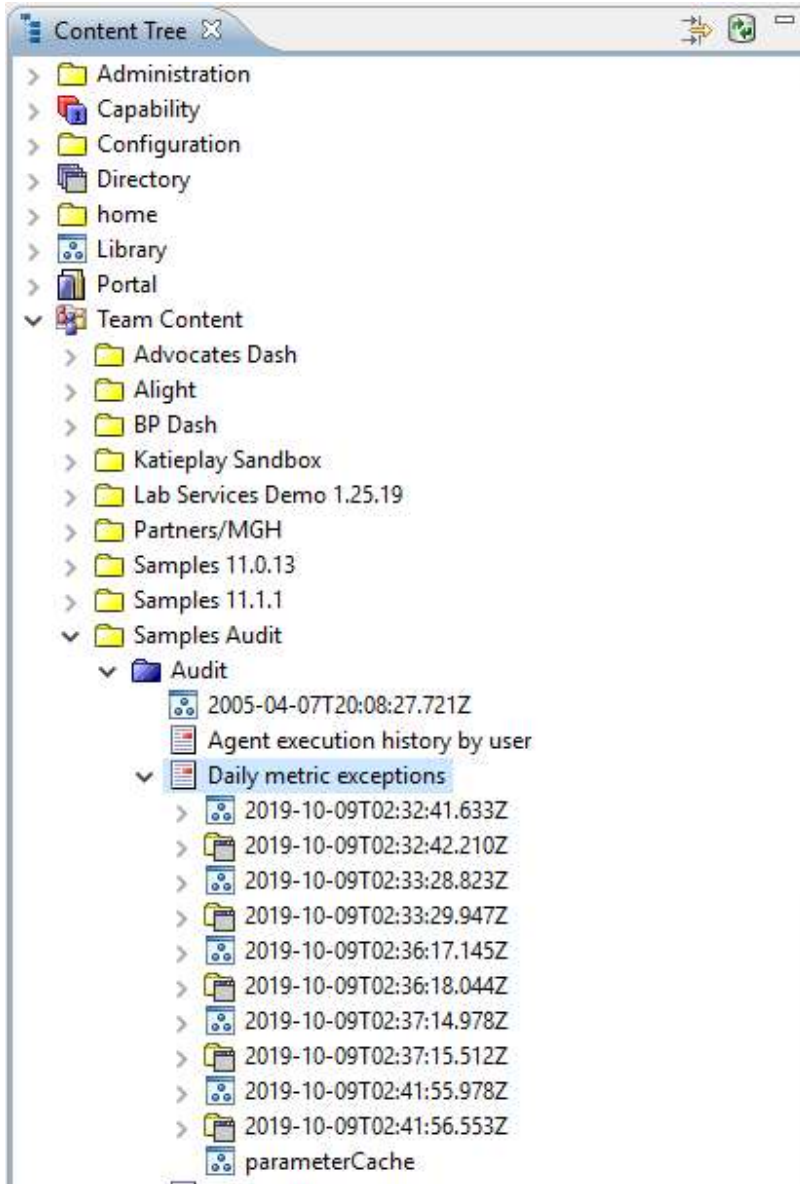 Content Tree
Administration
Capability
Configuration
Directory
home
Library
Portal
Team Content
Advocates Dash
Alight
BP Dash
Katieplay Sandbox
Lab Services Demo 1.25.19
Partners/MGH
Samples 11.0.13
Samples 11.1.1
Samples Audit
Audit
2005-04-07T20:08:27.721Z
Agent execution history by user
Daily metric exceptions
2019-10-09T02:32:41.633Z
2019-10-09T02:32:42.210Z
2019-10-09T02:33:28.823Z
2019-10-09T02:33:29.947Z
2019-10-09T02:36:17.145Z
2019-10-09T02:36:18.044Z
2019-10-09T02:37:14.978Z
2019-10-09T02:37:15.512Z
2019-10-09T02:41:55.978Z
2019-10-09T02:41:56.553Z
parameterCache